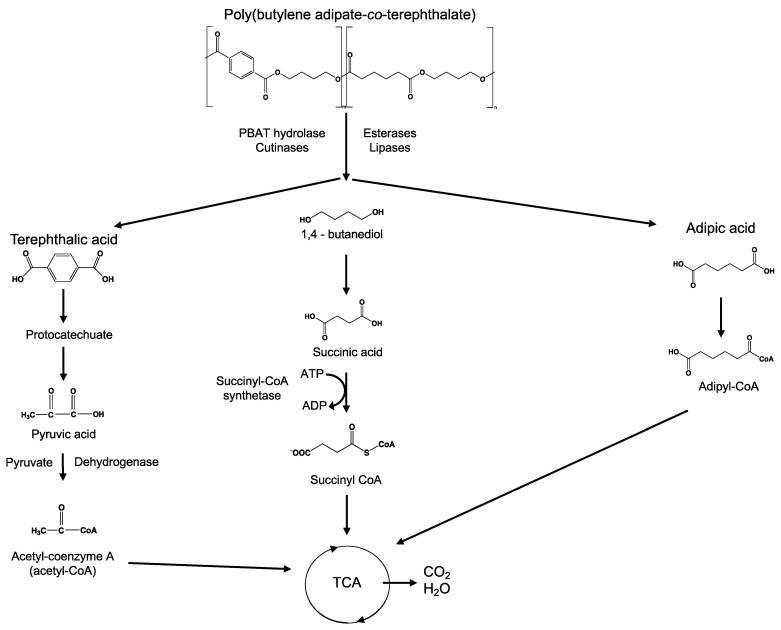 Poly(butylene adipate-co-terephthalate)
O
O
O
O
O
O
O
O
n
n
PBAT hydrolase
Cutinases
Esterases
Lipases
Terephthalic acid
O
O
HO
OH
HO
OH
1,4 - butanediol
Adipic acid
O
HO
OH
O
Protocatechuate
HO
O
OH
O
Succinic acid
O
HO
CoA
O
Adipyl-CoA
Succinyl-CoA
synthetase
ATP
ADP
O
O
H₃C—C—C—OH
Pyruvic acid
Pyruvate
Dehydrogenase
O
⁻OOC
S
CoA
Succinyl CoA
O
H₃C—C—CoA
Acetyl-coenzyme A
(acetyl-CoA)
TCA
CO₂
H₂O